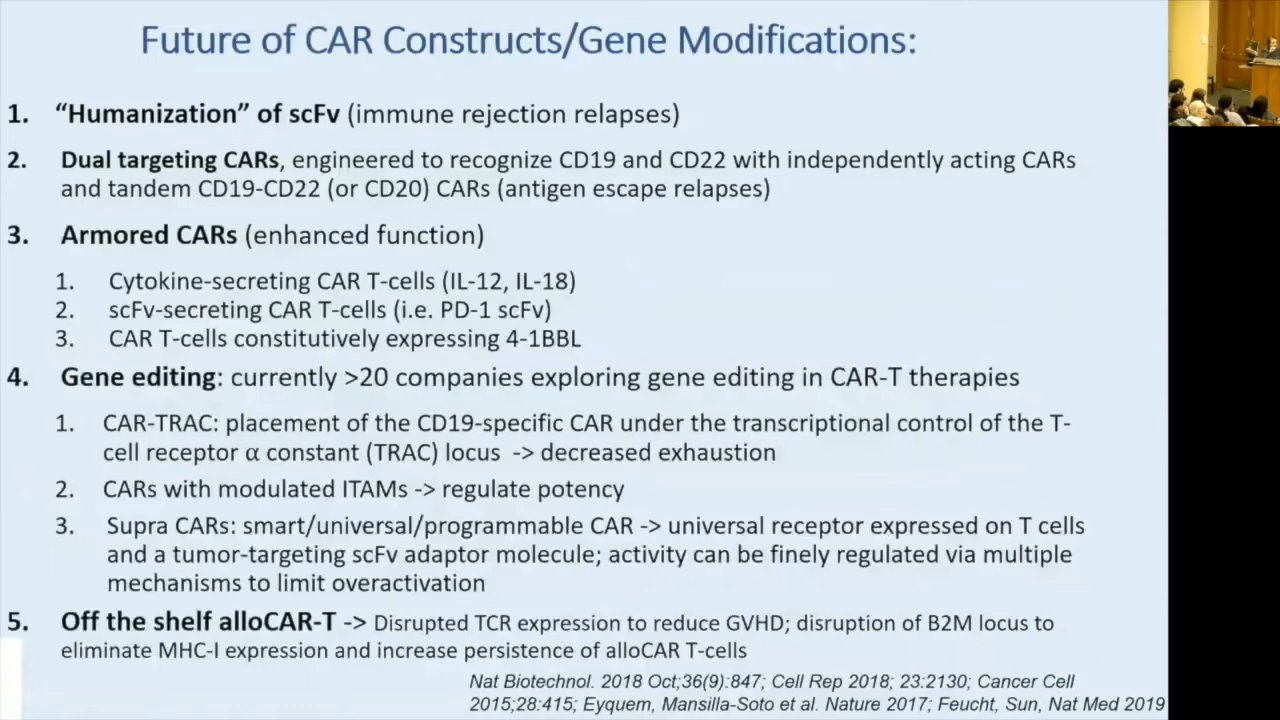 Future of CAR Constructs/Gene Modifications:
1. “Humanization” of scFv (immune rejection relapses)
2. Dual targeting CARs, engineered to recognize CD19 and CD22 with independently acting CARs
and tandem CD19-CD22 (or CD20) CARs (antigen escape relapses)
3. Armored CARs (enhanced function)
1. Cytokine-secreting CAR T-cells (IL-12, IL-18)
2. scFv-secreting CAR T-cells (i.e. PD-1 scFv)
3. CAR T-cells constitutively expressing 4-1BBL
4. Gene editing: currently >20 companies exploring gene editing in CAR-T therapies
1. CAR-TRAC: placement of the CD19-specific CAR under the transcriptional control of the T-
cell receptor α constant (TRAC) locus -> decreased exhaustion
2. CARs with modulated ITAMs -> regulate potency
3. Supra CARs: smart/universal/programmable CAR -> universal receptor expressed on T cells
and a tumor-targeting scFv adaptor molecule; activity can be finely regulated via multiple
mechanisms to limit overactivation
5. Off the shelf alloCAR-T -> Disrupted TCR expression to reduce GVHD; disruption of B2M locus to
eliminate MHC-I expression and increase persistence of alloCAR T-cells
Nat Biotechnol. 2018 Oct;36(9):847; Cell Rep 2018; 23:2130; Cancer Cell
2015;28:415; Eyquem, Mansilla-Soto et al. Nature 2017; Feucht, Sun, Nat Med 2019